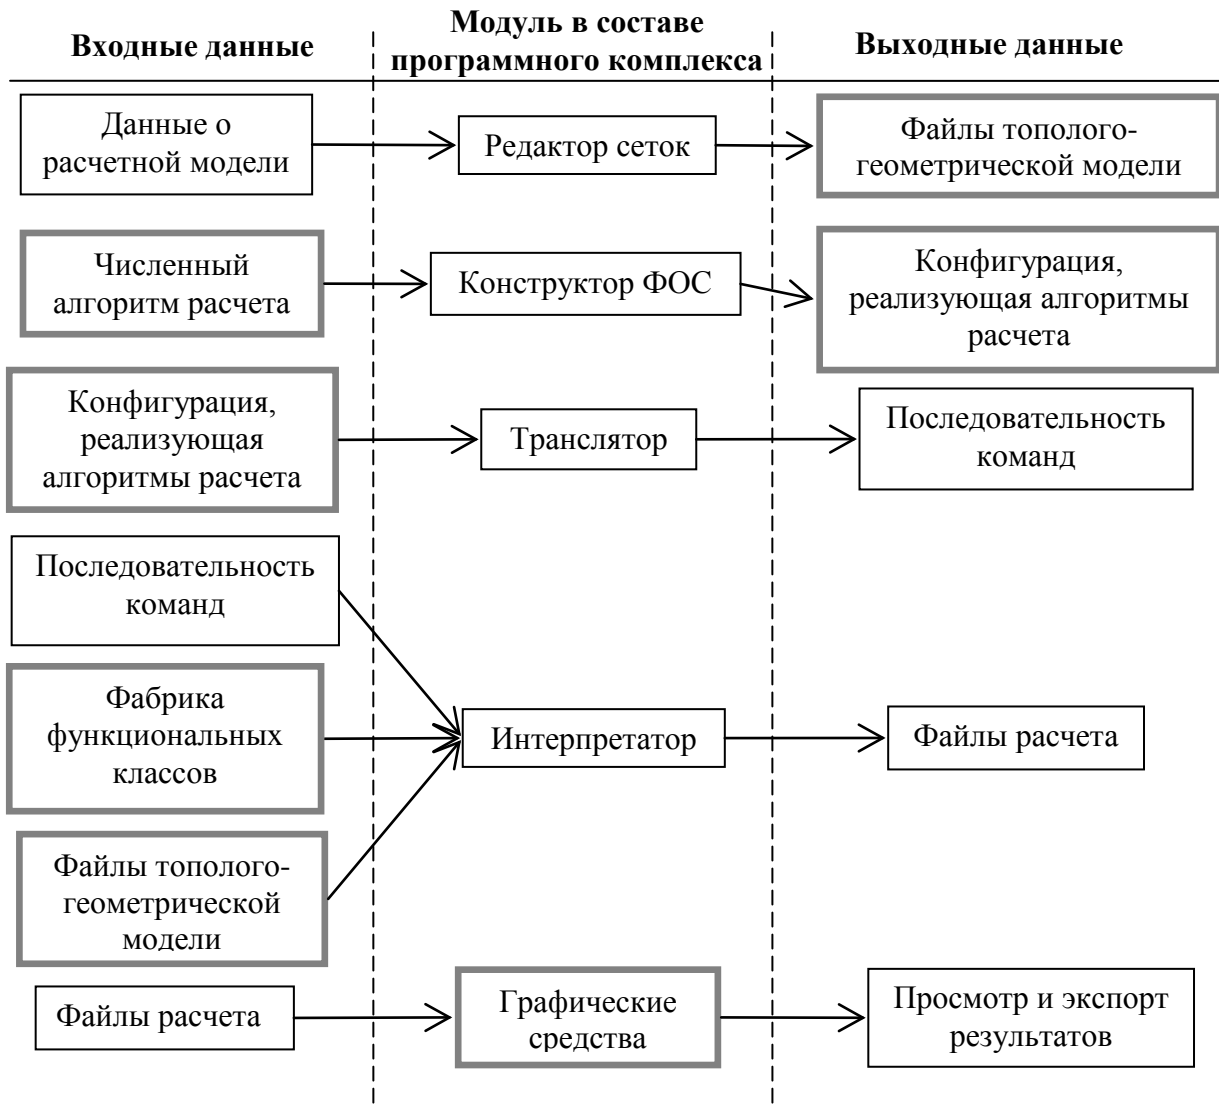 Входные данные
Модуль в составе
программного комплекса
Выходные данные
Данные о
расчетной модели
Редактор сеток
Файлы тополого-
геометрической модели
Численный
алгоритм расчета
Конструктор ФОС
Конфигурация,
реализующая алгоритмы
расчета
Конфигурация,
реализующая
алгоритмы расчета
Транслятор
Последовательность
команд
Последовательность
команд
Фабрика
функциональных
классов
Файлы тополого-
геометрической
модели
Интерпретатор
Файлы расчета
Файлы расчета
Графические
средства
Просмотр и экспорт
результатов